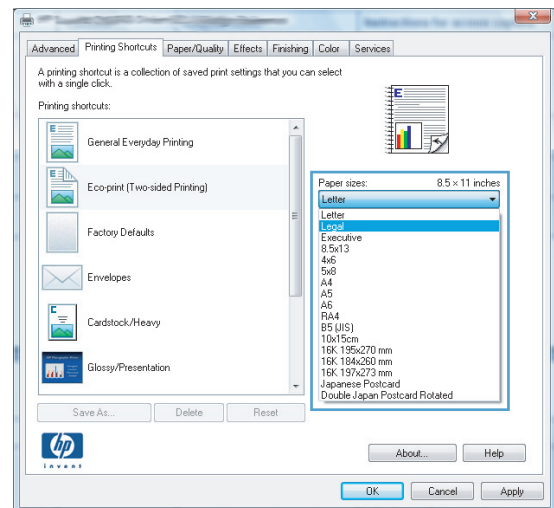 Advanced Printing Shortcuts Paper/Quality Effects Finishing Color Services
A printing shortcut is a collection of saved print settings that you can select
with a single click.
Printing shortcuts:
General Everyday Printing
Eco-print (Two-sided Printing)
Factory Defaults
Envelopes
Cardstock/Heavy
Glossy/Presentation
Save As... Delete Reset
E
Paper sizes: 8.5 × 11 inches
Letter
Letter
Legal
Executive
8.5x13
4x6
5x8
A4
A5
A6
RA4
B5 (JIS)
10x15cm
16K 195x270 mm
16K 184x260 mm
16K 197x273 mm
Japanese Postcard
Double Japan Postcard Rotated
hp
invent
About... Help
OK Cancel Apply